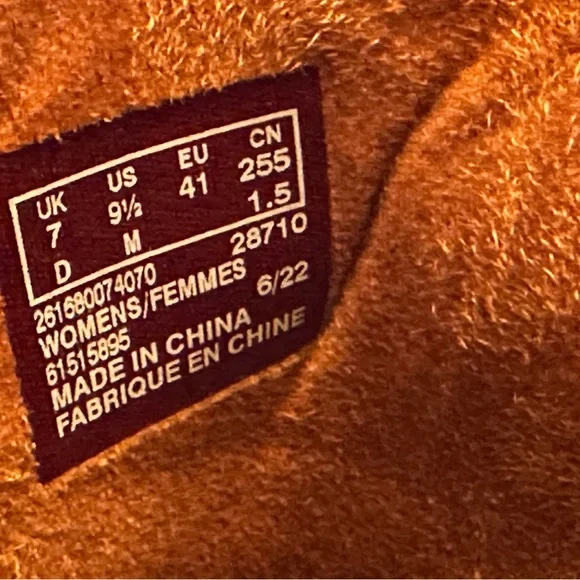 UK US EU CN
7 9½ 41 255
D M 1.5
261680074070 28710
WOMENS/FEMMES
61515895 6/22
MADE IN CHINA
FABRIQUE EN CHINE